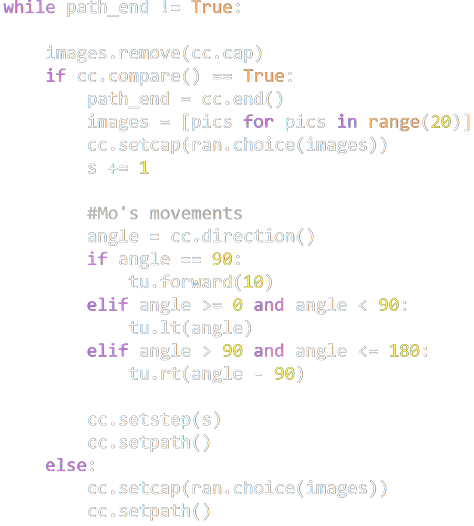 while path_end != True:
images.remove(cc.cap)
if cc.compare() == True:
path_end = cc.end()
images = [pics for pics in range(20)]
cc.setcap(ran.choice(images))
s += 1
#Mo's movements
angle = cc.direction()
if angle == 90:
tu.forward(10)
elif angle >= 0 and angle < 90:
tu.lt(angle)
elif angle > 90 and angle <= 180:
tu.rt(angle - 90)
cc.setstep(s)
cc.setpath()
else:
cc.setcap(ran.choice(images))
cc.setpath()